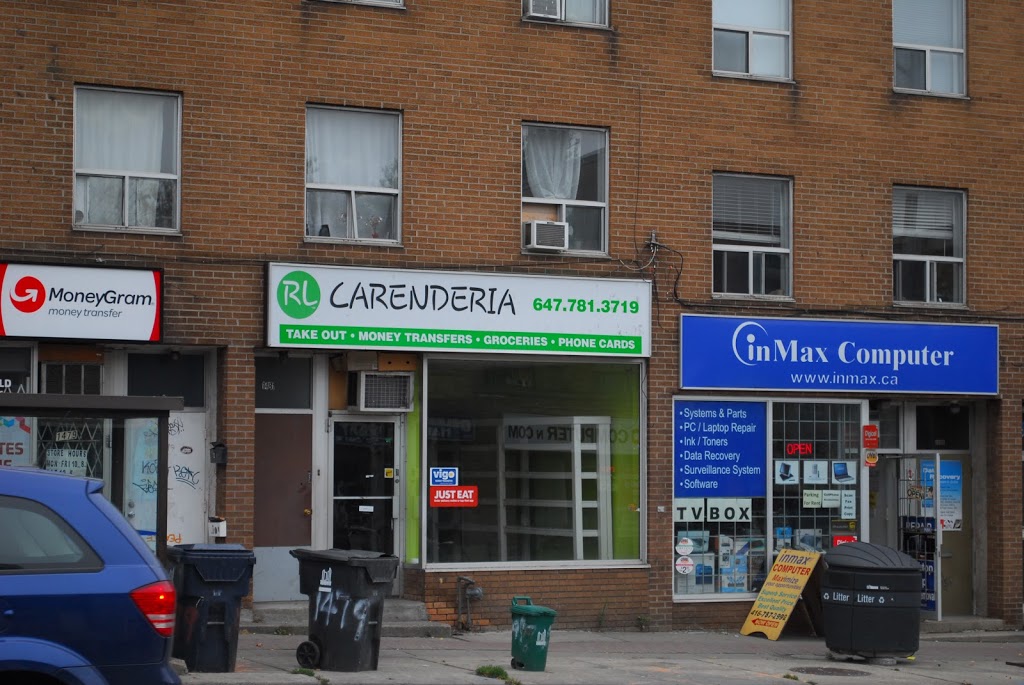 MoneyGram
money transfer
RL CARENDERIA 647.781.3719
TAKE OUT • MONEY TRANSFERS • GROCERIES • PHONE CARDS
inMax Computer
www.inmax.ca
• Systems & Parts
• PC / Laptop Repair
• Ink / Toners
• Data Recovery
• Surveillance System
• Software
OPEN
TV BOX
vigo
JUST EAT
STORE HOURS
1479
inmax
COMPUTER
Litter Litter